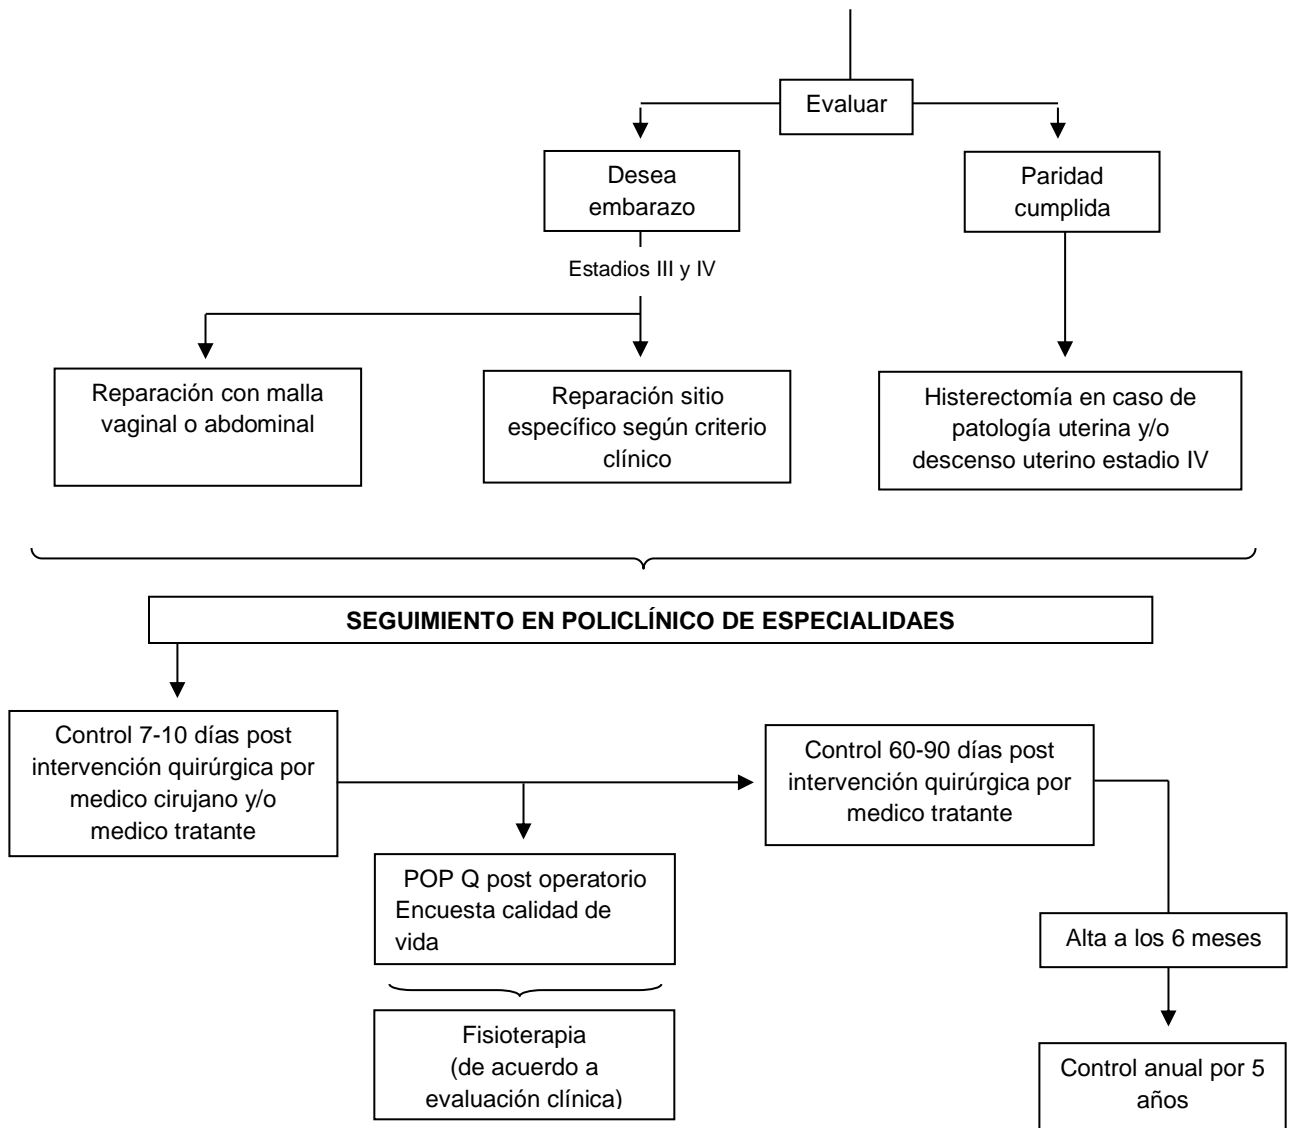 Evaluar
Desea
embarazo
Paridad
cumplida
Estadios III y IV
Reparación con malla
vaginal o abdominal
Reparación sitio
específico según criterio
clínico
Histerectomía en caso de
patología uterina y/o
descenso uterino estadio IV
SEGUIMIENTO EN POLICLÍNICO DE ESPECIALIDAES
Control 7-10 días post
intervención quirúrgica por
medico cirujano y/o
medico tratante
Control 60-90 días post
intervención quirúrgica por
medico tratante
POP Q post operatorio
Encuesta calidad de
vida
Alta a los 6 meses
Fisioterapia
(de acuerdo a
evaluación clínica)
Control anual por 5
años